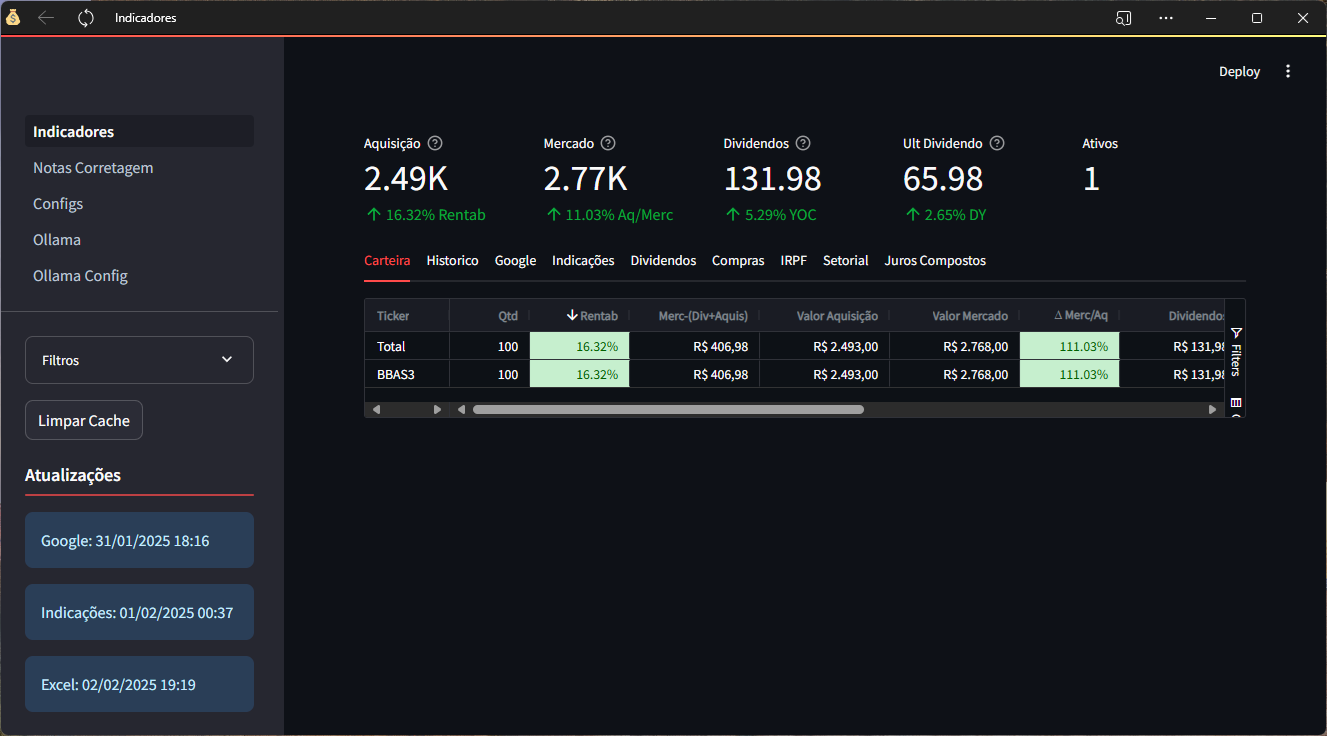 Indicadores
Deploy
Indicadores
Notas Corretagem
Configs
Ollama
Ollama Config
Filtros
Limpar Cache
Atualizações
Google: 31/01/2025 18:16
Indicações: 01/02/2025 00:37
Excel: 02/02/2025 19:19
Aquisição Mercado Dividendos Ult Dividendo Ativos
2.49K 2.77K 131.98 65.98 1
16.32% Rentab 11.03% Aq/Merc 5.29% YOC 2.65% DY
Carteira Historico Google Indicações Dividendos Compras IRPF Setorial Juros Compostos
Ticker Qtd Rentab Merc-(Div+Aquis) Valor Aquisição Valor Mercado Δ Merc/Aq Dividendos
Total 100 16.32% R$ 406,98 R$ 2.493,00 R$ 2.768,00 111.03% R$ 131,98
BBAS3 100 16.32% R$ 406,98 R$ 2.493,00 R$ 2.768,00 111.03% R$ 131,98
Filters